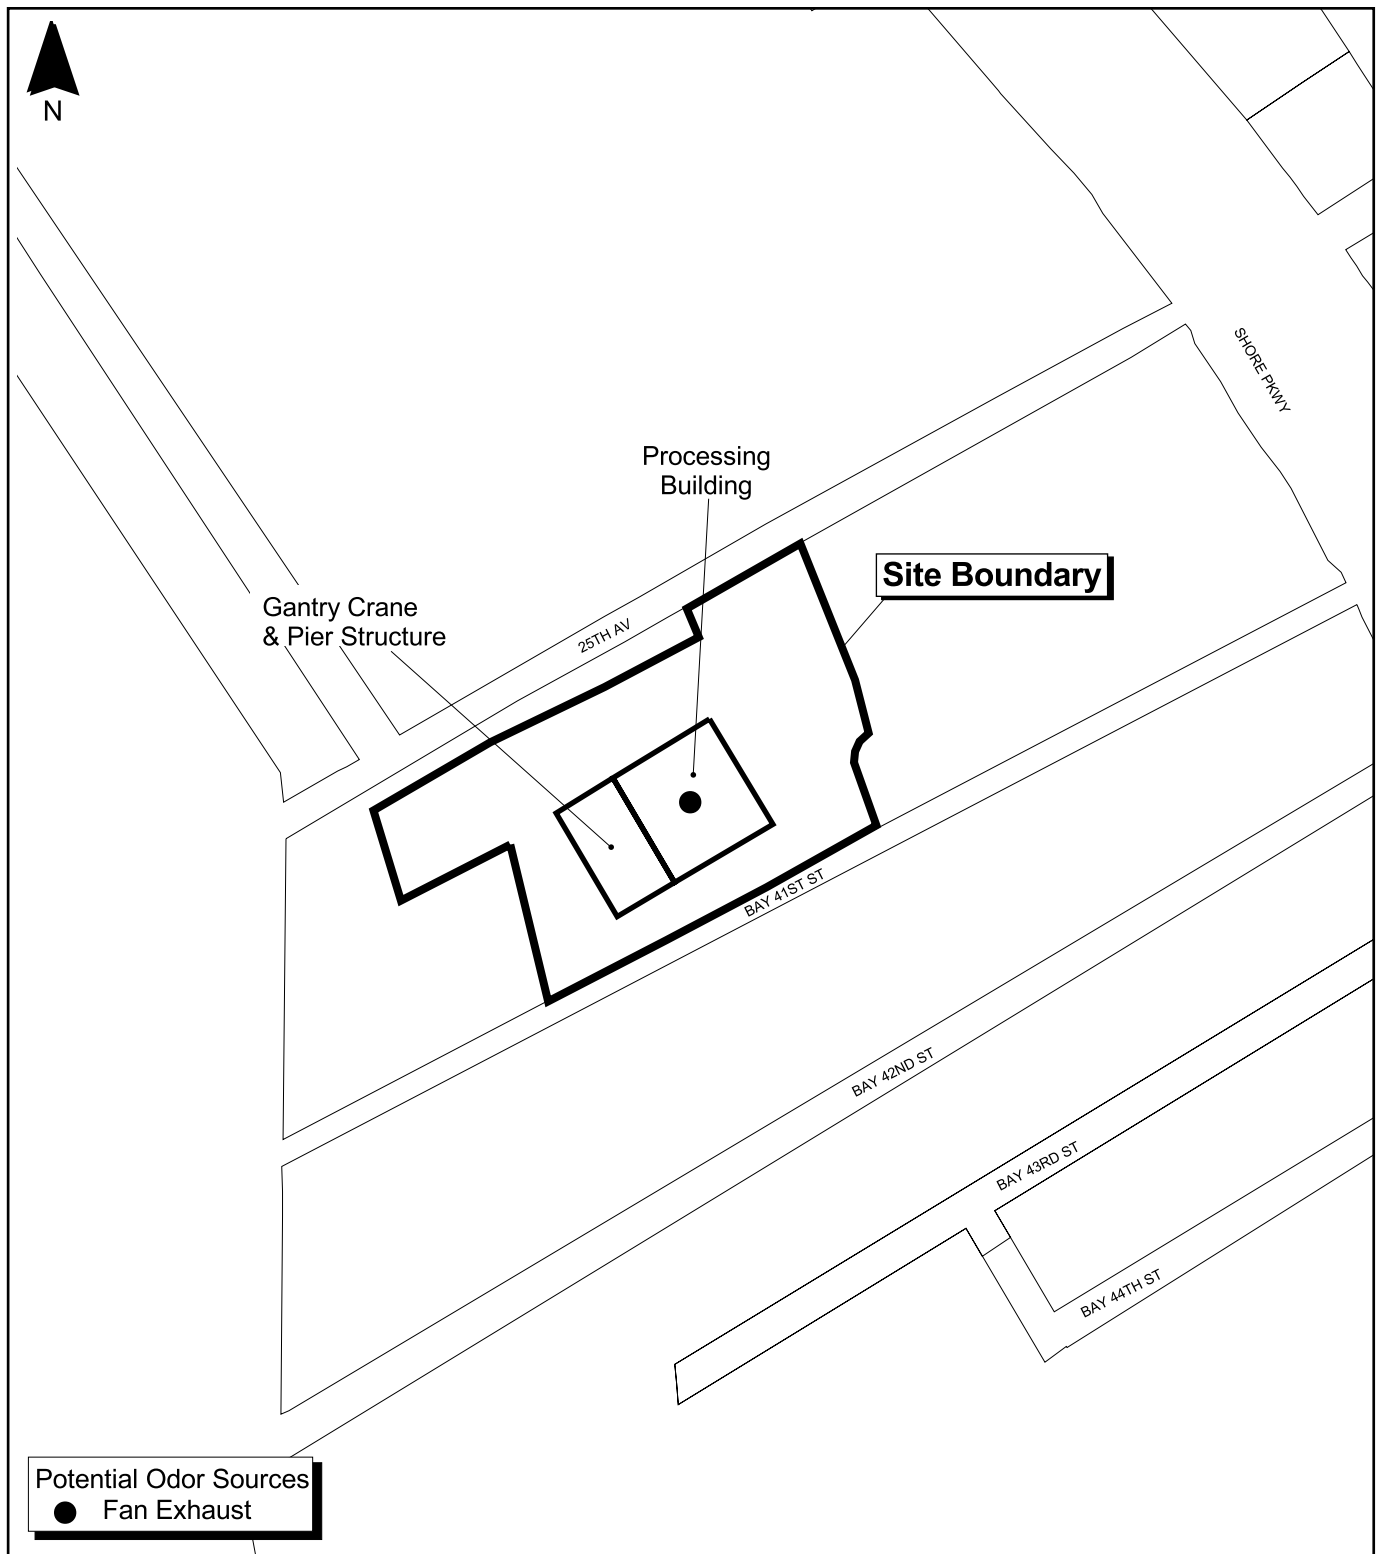 N
SHORE PKWY
Processing
Building
Site Boundary
Gantry Crane
& Pier Structure
25TH AV
BAY 41ST ST
BAY 42ND ST
BAY 43RD ST
BAY 44TH ST
Potential Odor Sources
Fan Exhaust